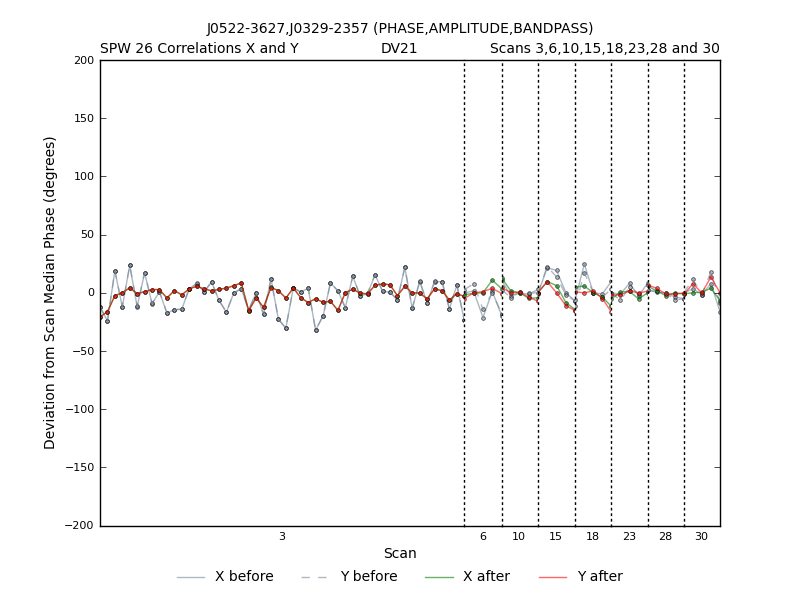 J0522-3627,J0329-2357 (PHASE,AMPLITUDE,BANDPASS)
SPW 26 Correlations X and Y DV21 Scans 3,6,10,15,18,23,28 and 30
200
150
100
50
0
−50
−100
−150
−200
Deviation from Scan Median Phase (degrees)
3 6 10 15 18 23 28 30
Scan
X before Y before X after Y after